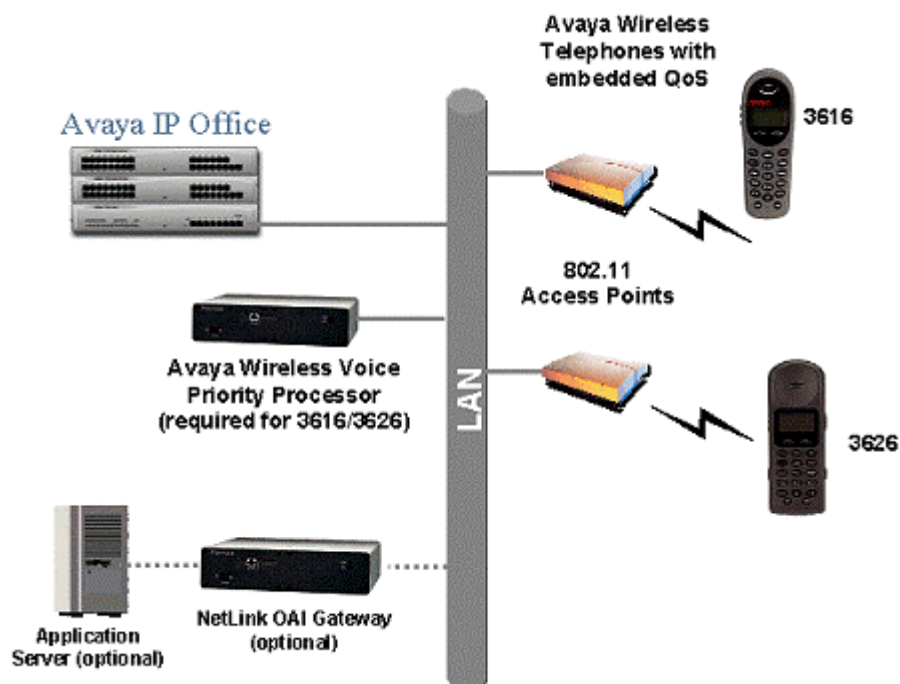 Avaya Wireless
Telephones with
embedded QoS
3616
Avaya IP Office
802.11
Access Points
Avaya Wireless Voice
Priority Processor
(required for 3616/3626)
LAN
3626
NetLink OAI Gateway
(optional)
Application
Server (optional)